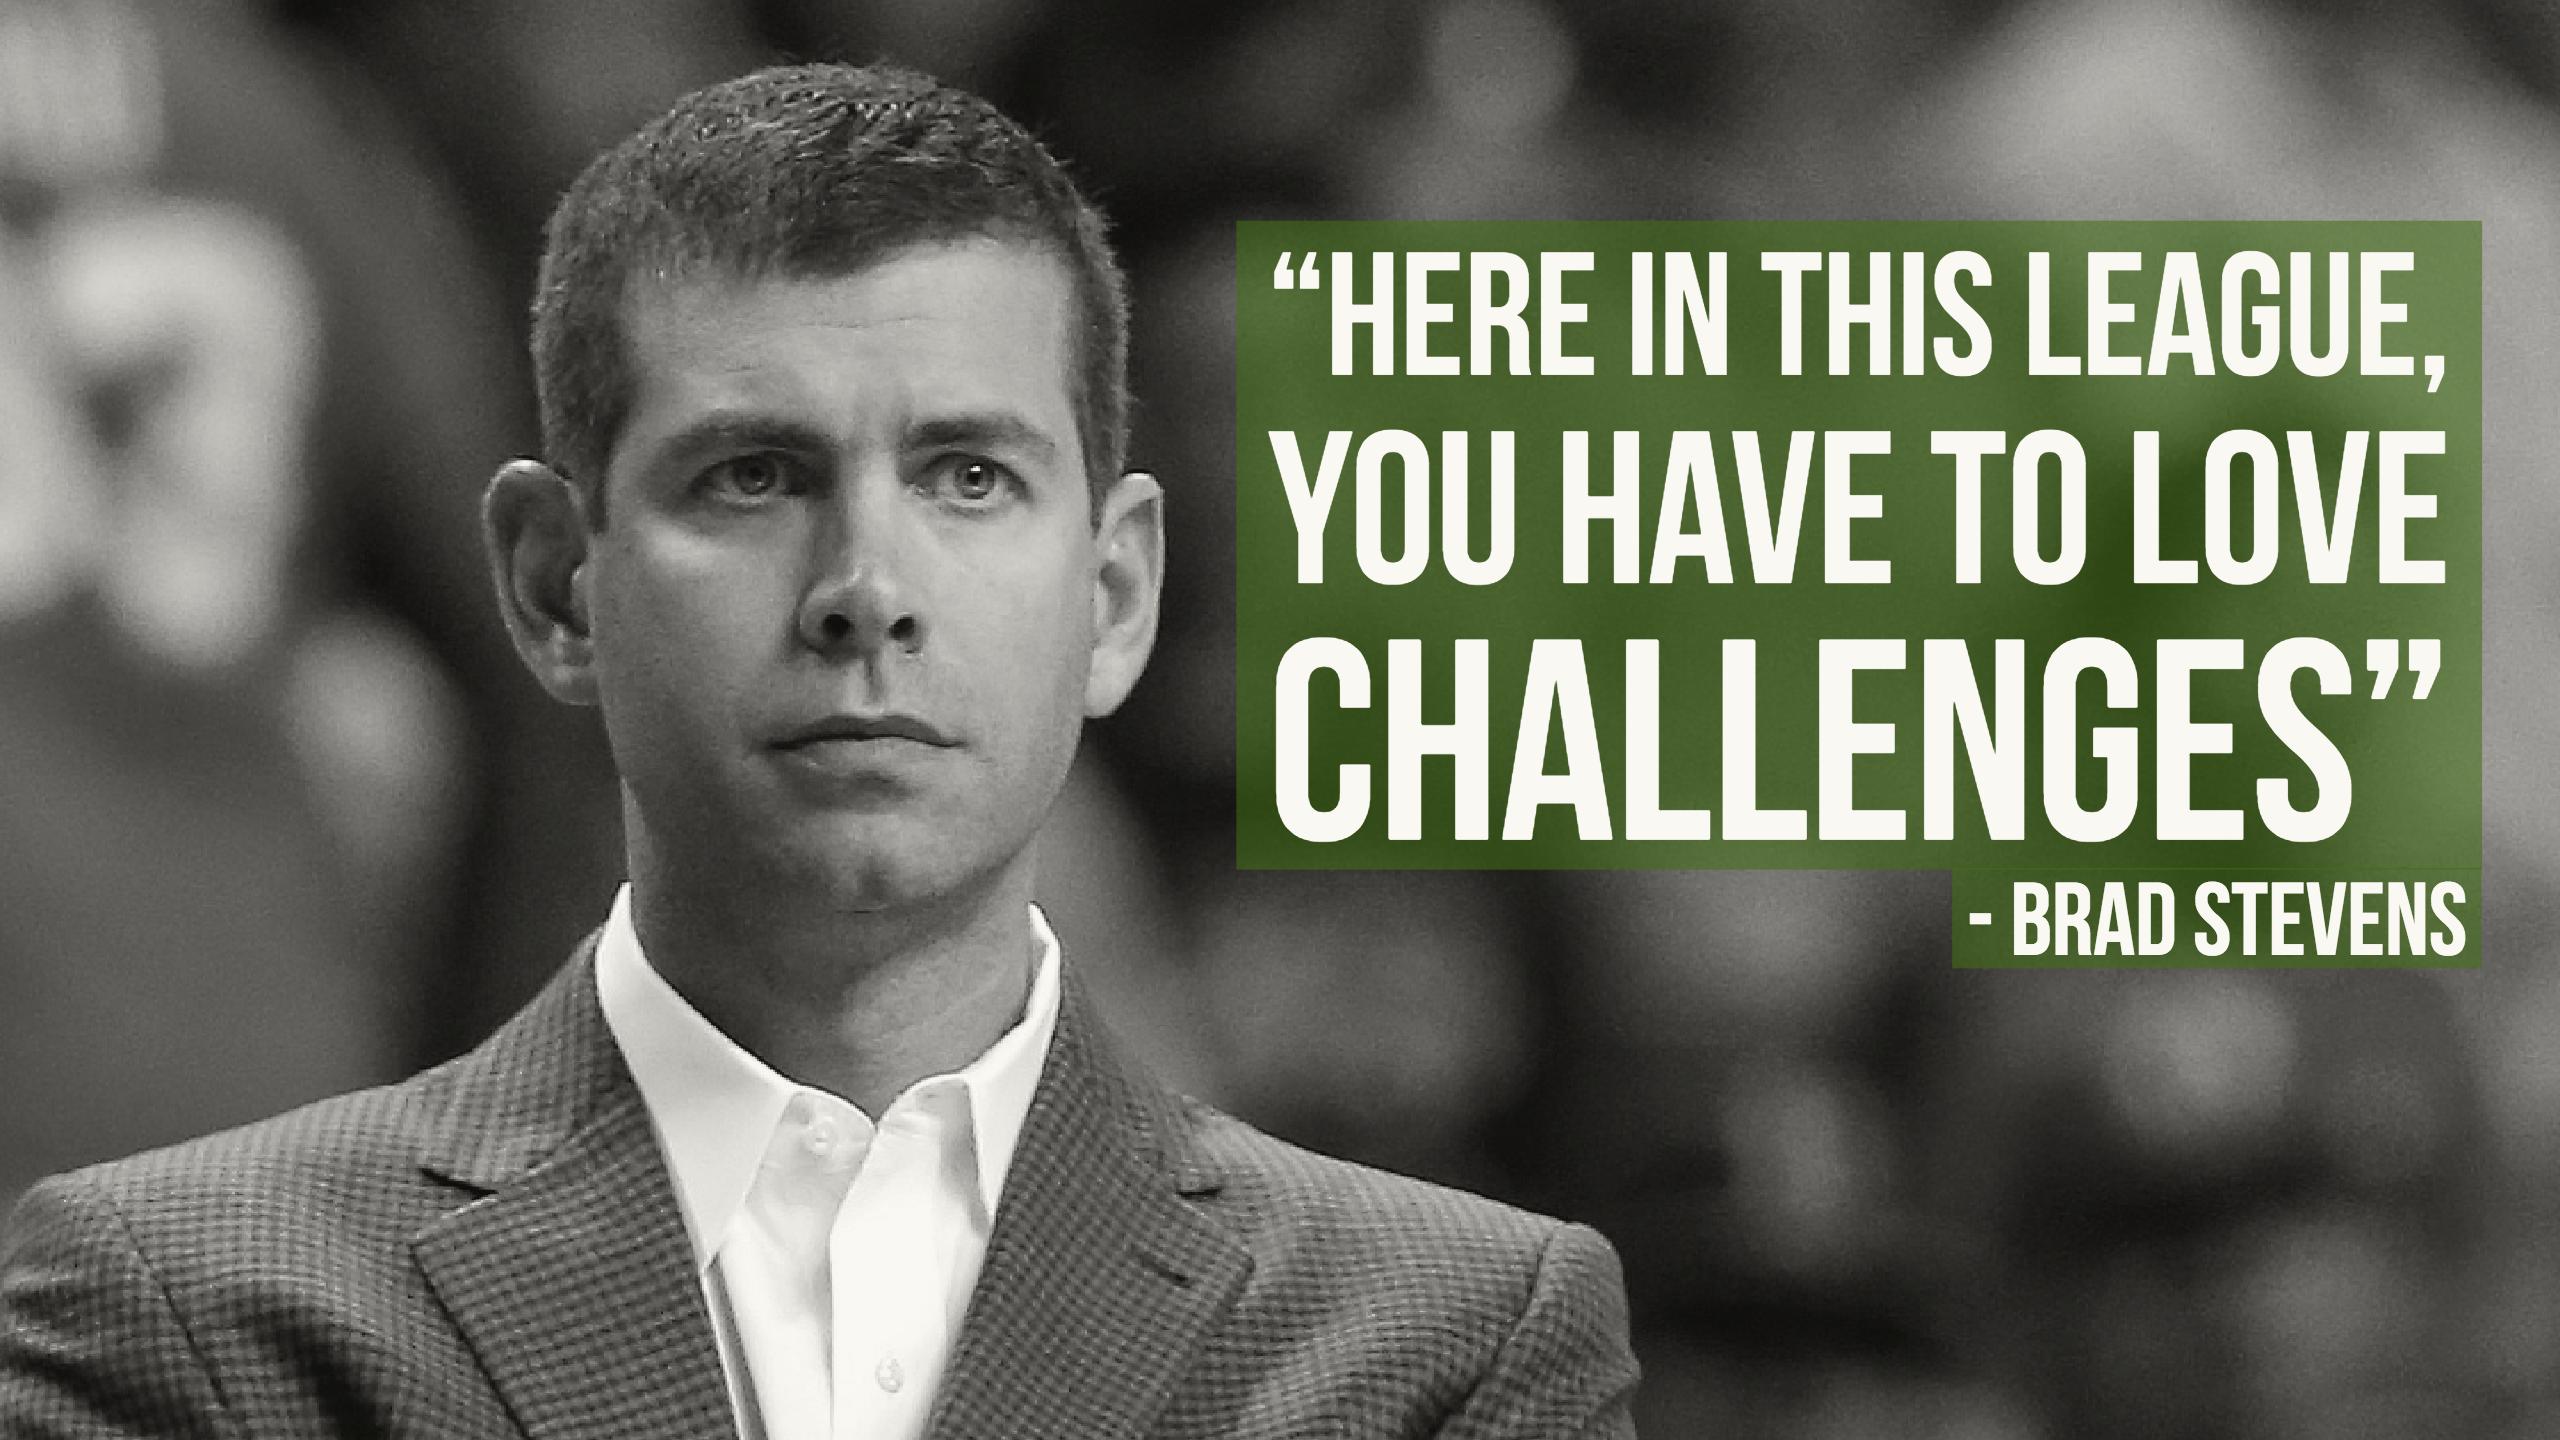 “HERE IN THIS LEAGUE,
YOU HAVE TO LOVE
CHALLENGES”
- BRAD STEVENS